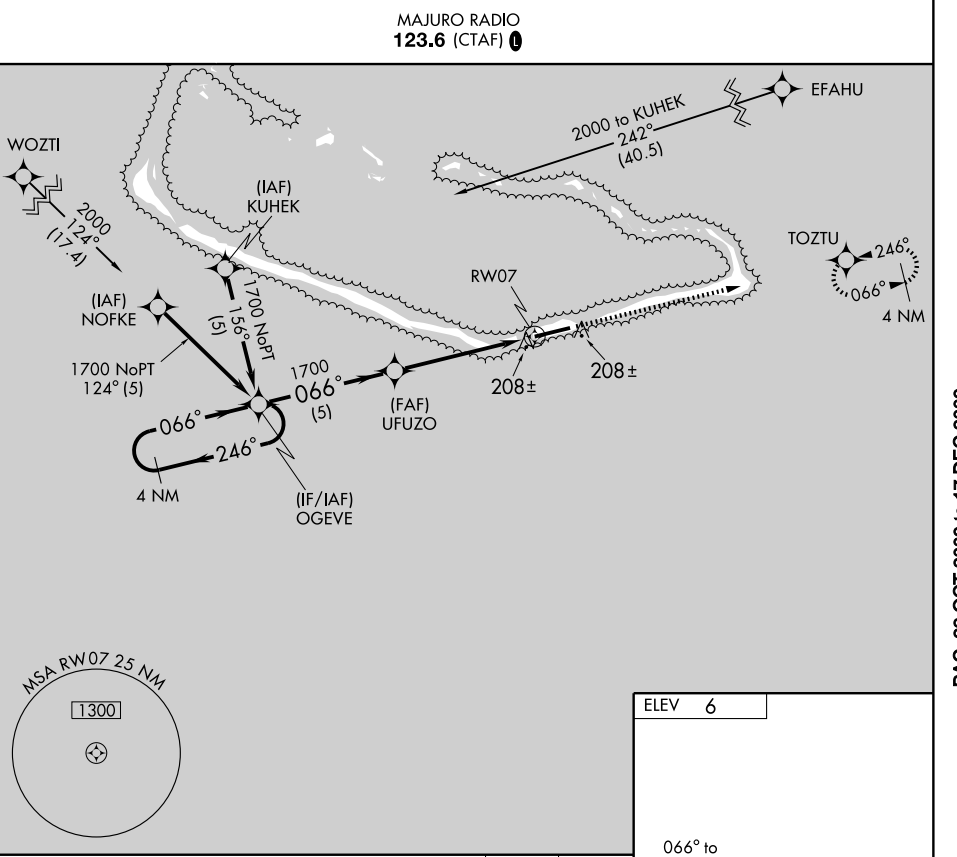 MAJURO RADIO
123.6 (CTAF) L
EFAHU
2000 to KUHEK
242°
(40.5)
WOZTI
2000
124°
(17.4)
(IAF)
KUHEK
TOZTU
246°
066°
4 NM
RW07
(IAF)
NOFKE
1700 NoPT
156°
(5)
1700 NoPT
124° (5)
1700
066°
(5)
208±
208±
(FAF)
UFUZO
066°
246°
4 NM
(IF/IAF)
OGEVE
MSA RW07 25 NM
1300
ELEV 6
066° to